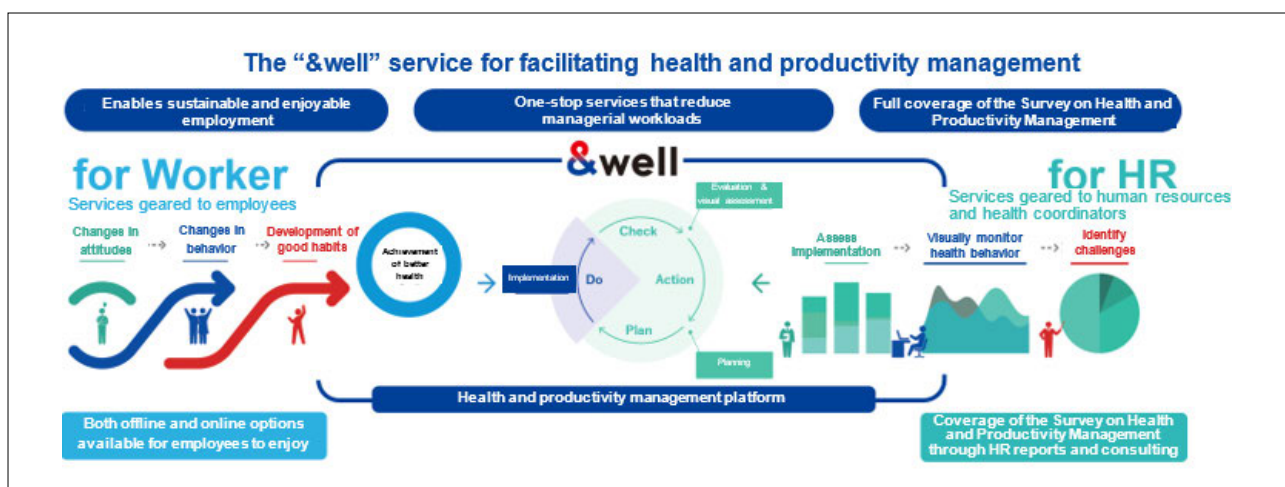 The “&well” service for facilitating health and productivity management
Enables sustainable and enjoyable
employment
One-stop services that reduce
managerial workloads
Full coverage of the Survey on Health and
Productivity Management
for Worker
Services geared to employees
&well
for HR
Services geared to human resources
and health coordinators
Changes in
attitudes
Changes in
behavior
Development of
good habits
Achievement
of better
health
Implementation
Evaluation &
visual assessment
Check
Do
Action
Plan
Planning
Assess
Implementation
Visually monitor
health behavior
Identify
challenges
Health and productivity management platform
Both offline and online options
available for employees to enjoy
Coverage of the Survey on Health
and Productivity Management
through HR reports and consulting